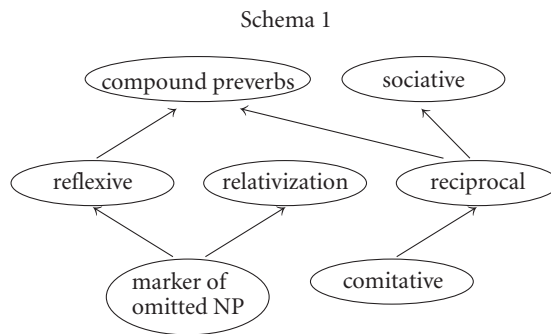 Schema 1
compound preverbs
sociative
reflexive
relativization
reciprocal
marker of
omitted NP
comitative